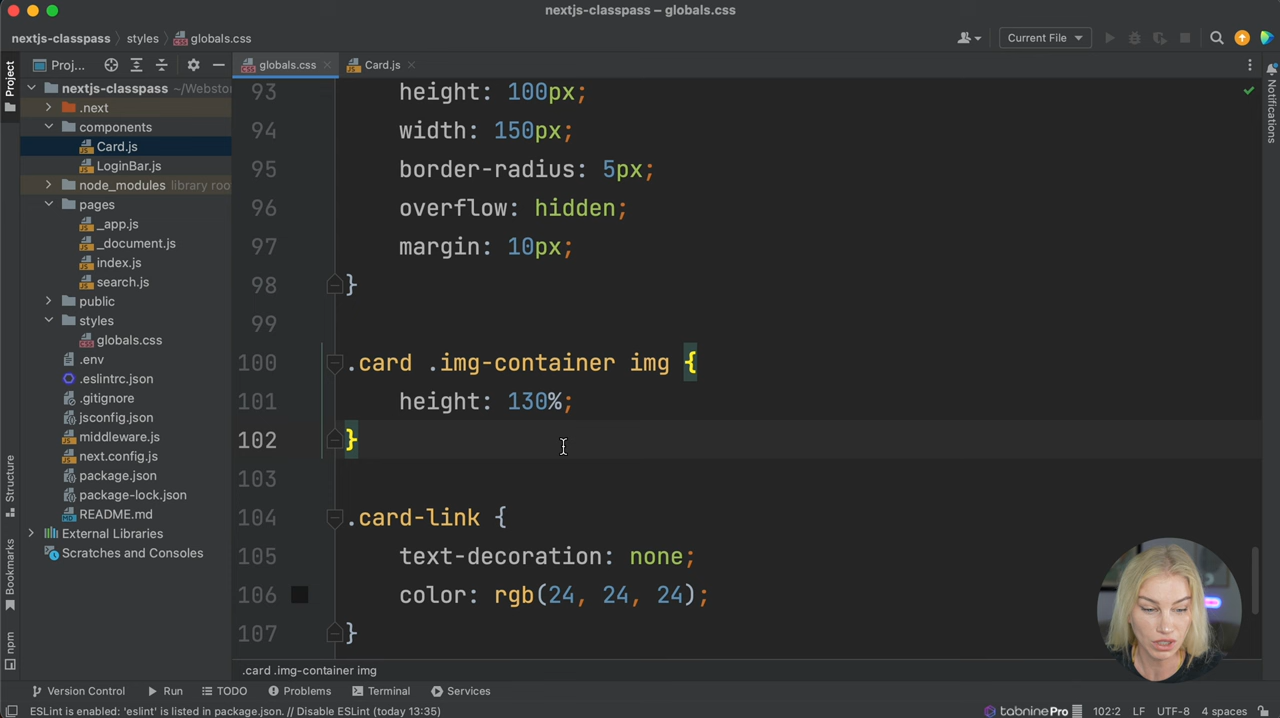 nextjs-classpass – globals.css
nextjs-classpass styles globals.css Current File
Project Proj... globals.css Card.js
nextjs-classpass ~/Websto
.next
components
Card.js
LoginBar.js
node_modules library roo
pages
_app.js
_document.js
index.js
search.js
public
styles
globals.css
.env
.eslintrc.json
.gitignore
jsconfig.json
middleware.js
next.config.js
package.json
package-lock.json
README.md
External Libraries
Scratches and Consoles
Structure
Bookmarks
npm
93 height: 100px;
94 width: 150px;
95 border-radius: 5px;
96 overflow: hidden;
97 margin: 10px;
98 }
99
100 .card .img-container img {
101 height: 130%;
102 }
103
104 .card-link {
105 text-decoration: none;
106 color: rgb(24, 24, 24);
107 }
Notifications
.card .img-container img
Version Control Run TODO Problems Terminal Services
ESLint is enabled: 'eslint' is listed in package.json. // Disable ESLint (today 13:35) tabnine Pro 102:2 LF UTF-8 4 spaces